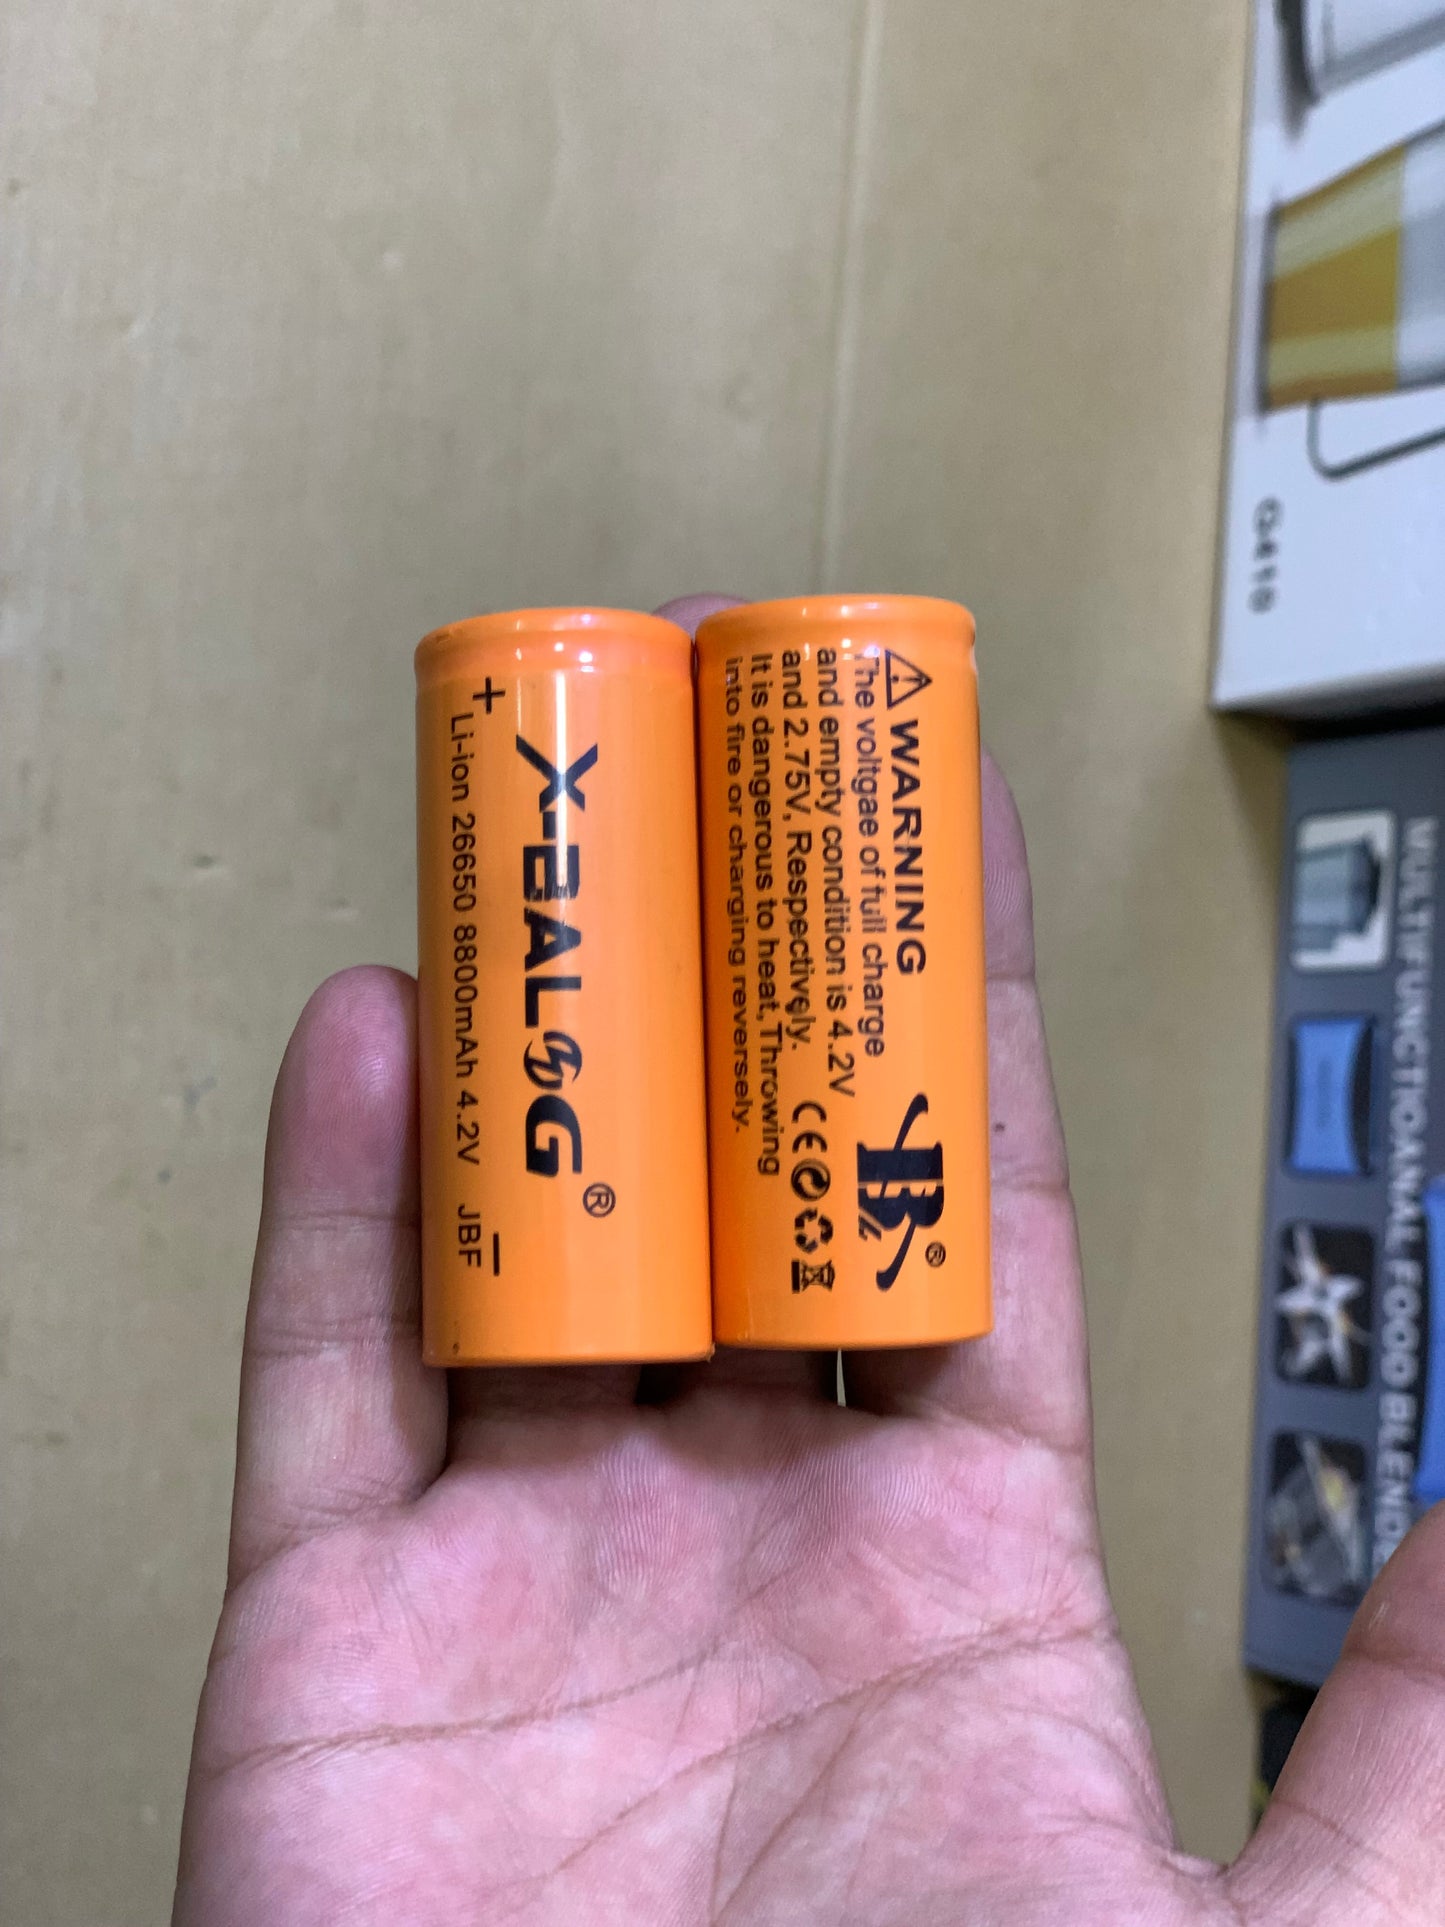 +
X-BALOG®
Li-ion 26650 8800mAh 4.2V JBF
−
⚠ WARNING
The voltgae of full charge
and empty condition is 4.2V
and 2.75V, Respectively.
It is dangerous to heat, Throwing
into fire or charging reversely.
CE
®
G410
MULTIFUNCTIOANAL FOOD